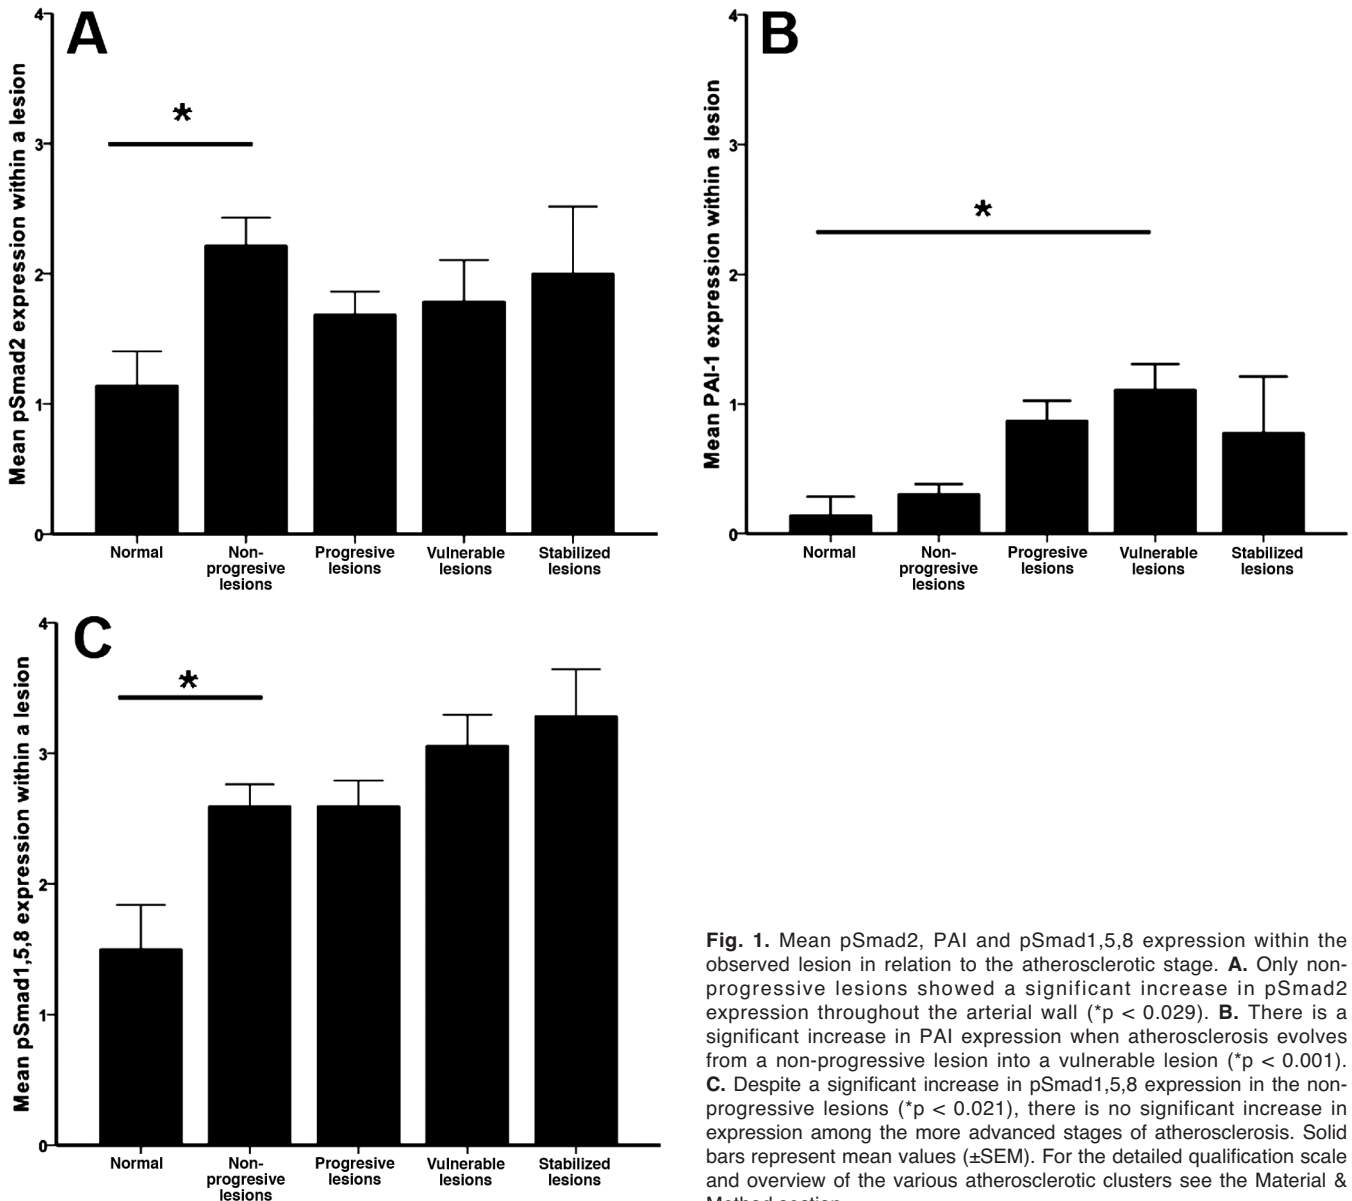 A
Mean pSmad2 expression within a lesion
4
3
2
1
0
*
Normal
Non-
progresive
lesions
Progresive
lesions
Vulnerable
lesions
Stabilized
lesions
B
Mean PAI-1 expression within a lesion
4
3
2
1
0
*
Normal
Non-
progresive
lesions
Progresive
lesions
Vulnerable
lesions
Stabilized
lesions
C
Mean pSmad1,5,8 expression within a lesion
4
3
2
1
0
*
Normal
Non-
progresive
lesions
Progresive
lesions
Vulnerable
lesions
Stabilized
lesions
Fig. 1. Mean pSmad2, PAI and pSmad1,5,8 expression within the
observed lesion in relation to the atherosclerotic stage. A. Only non-
progressive lesions showed a significant increase in pSmad2
expression throughout the arterial wall (*p < 0.029). B. There is a
significant increase in PAI expression when atherosclerosis evolves
from a non-progressive lesion into a vulnerable lesion (*p < 0.001).
C. Despite a significant increase in pSmad1,5,8 expression in the non-
progressive lesions (*p < 0.021), there is no significant increase in
expression among the more advanced stages of atherosclerosis. Solid
bars represent mean values (±SEM). For the detailed qualification scale
and overview of the various atherosclerotic clusters see the Material &